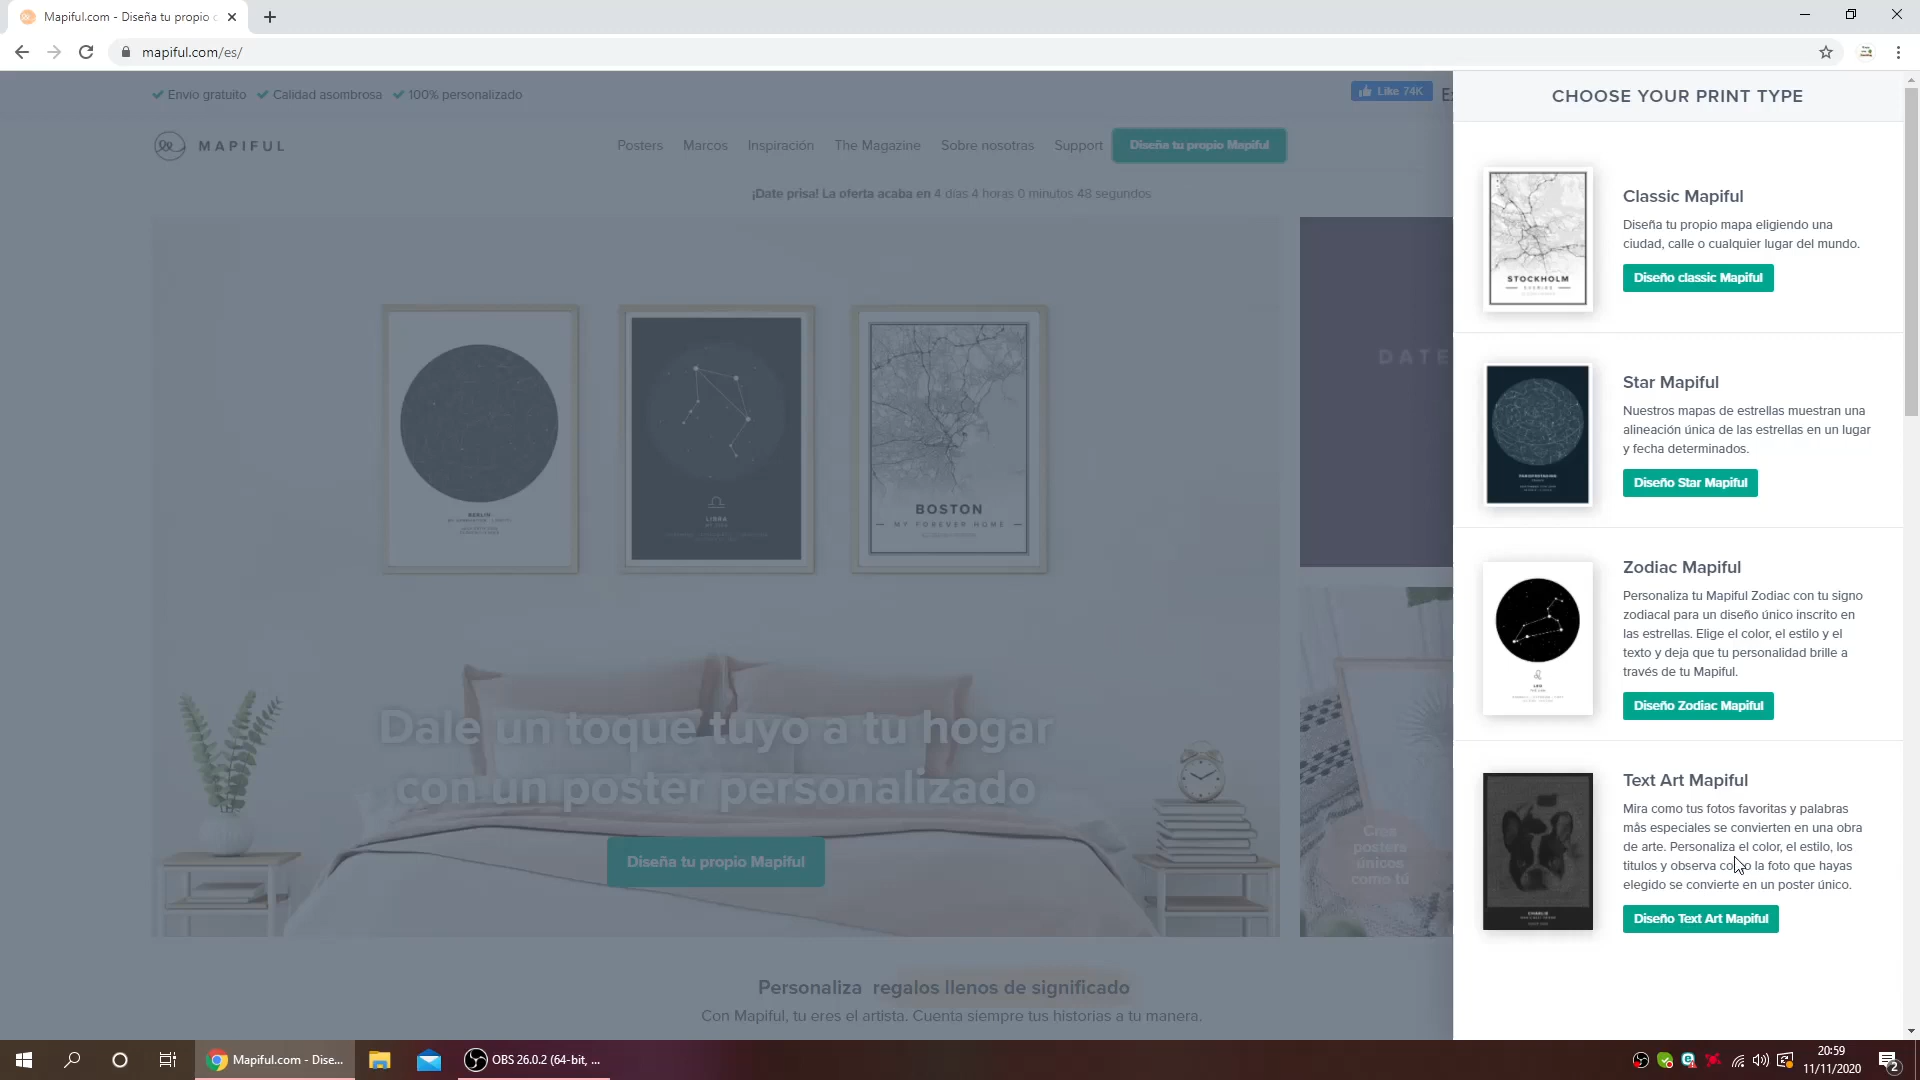 Mapiful.com - Diseña tu propio
mapiful.com/es/
Envío gratuito
Calidad asombrosa
100% personalizado
Like 74K
MAPIFUL
Posters
Marcos
Inspiración
The Magazine
Sobre nosotras
Support
Diseña tu propio Mapiful
¡Date prisa! La oferta acaba en 4 días 4 horas 0 minutos 48 segundos
DATE
BERLIN
LIBRA
BOSTON
MY FOREVER HOME
Dale un toque tuyo a tu hogar
con un poster personalizado
Diseña tu propio Mapiful
Crea
posters
únicos
como tú
Personaliza regalos llenos de significado
Con Mapiful, tu eres el artista. Cuenta siempre tus historias a tu manera.
CHOOSE YOUR PRINT TYPE
STOCKHOLM
Classic Mapiful
Diseña tu propio mapa eligiendo una
ciudad, calle o cualquier lugar del mundo.
Diseño classic Mapiful
Star Mapiful
Nuestros mapas de estrellas muestran una
alineación única de las estrellas en un lugar
y fecha determinados.
Diseño Star Mapiful
LEO
Zodiac Mapiful
Personaliza tu Mapiful Zodiac con tu signo
zodiacal para un diseño único inscrito en
las estrellas. Elige el color, el estilo y el
texto y deja que tu personalidad brille a
través de tu Mapiful.
Diseño Zodiac Mapiful
CHARLIE
Text Art Mapiful
Mira como tus fotos favoritas y palabras
más especiales se convierten en una obra
de arte. Personaliza el color, el estilo, los
títulos y observa como la foto que hayas
elegido se convierte en un poster único.
Diseño Text Art Mapiful
Mapiful.com - Dise...
OBS 26.0.2 (64-bit, ...
20:59
11/11/2020
2